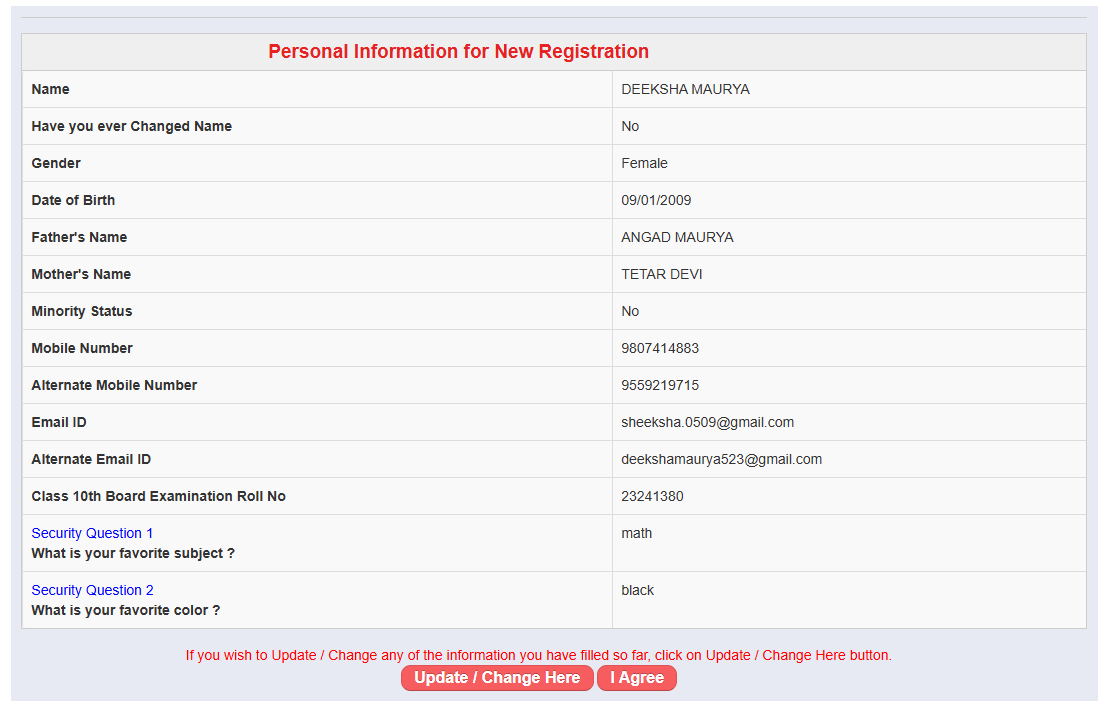 Personal Information for New Registration
Name DEEKSHA MAURYA
Have you ever Changed Name No
Gender Female
Date of Birth 09/01/2009
Father's Name ANGAD MAURYA
Mother's Name TETAR DEVI
Minority Status No
Mobile Number 9807414883
Alternate Mobile Number 9559219715
Email ID sheeksha.0509@gmail.com
Alternate Email ID deekshamaurya523@gmail.com
Class 10th Board Examination Roll No 23241380
Security Question 1 math
What is your favorite subject ?
Security Question 2 black
What is your favorite color ?
If you wish to Update / Change any of the information you have filled so far, click on Update / Change Here button.
Update / Change Here I Agree